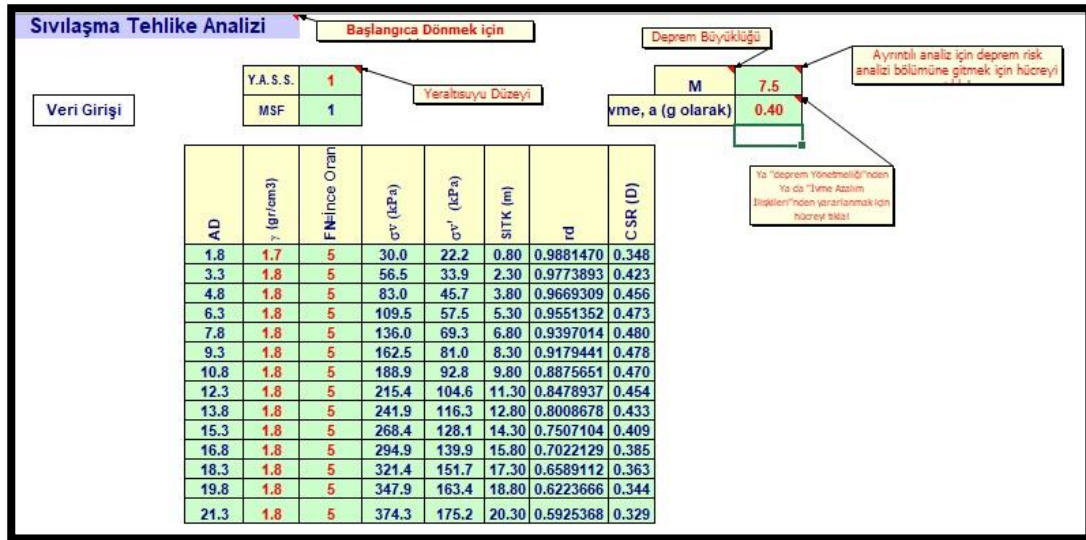 Sıvılaşma Tehlike Analizi
Başlangıca Dönmek için
Deprem Büyüklüğü
Ayrıntılı analiz için deprem risk
analizi bölümüne gitmek için hücreyi
Y.A.S.S. 1
Yeraltısuyu Düzeyi
M 7.5
Veri Girişi
MSF 1
vme, a (g olarak) 0.40
Ya "deprem Yönetmeliği"nden
Ya da "İvme Azalım
İlişkileri"nden yararlanmak için
hücreyi tıkla!
AD γ (gr/cm3) FN=İnce Oran σv (kPa) σv' (kPa) SITK (m) rd CSR (D)
1.8 1.7 5 30.0 22.2 0.80 0.9881470 0.348
3.3 1.8 5 56.5 33.9 2.30 0.9773893 0.423
4.8 1.8 5 83.0 45.7 3.80 0.9669309 0.456
6.3 1.8 5 109.5 57.5 5.30 0.9551352 0.473
7.8 1.8 5 136.0 69.3 6.80 0.9397014 0.480
9.3 1.8 5 162.5 81.0 8.30 0.9179441 0.478
10.8 1.8 5 188.9 92.8 9.80 0.8875651 0.470
12.3 1.8 5 215.4 104.6 11.30 0.8478937 0.454
13.8 1.8 5 241.9 116.3 12.80 0.8008678 0.433
15.3 1.8 5 268.4 128.1 14.30 0.7507104 0.409
16.8 1.8 5 294.9 139.9 15.80 0.7022129 0.385
18.3 1.8 5 321.4 151.7 17.30 0.6589112 0.363
19.8 1.8 5 347.9 163.4 18.80 0.6223666 0.344
21.3 1.8 5 374.3 175.2 20.30 0.5925368 0.329